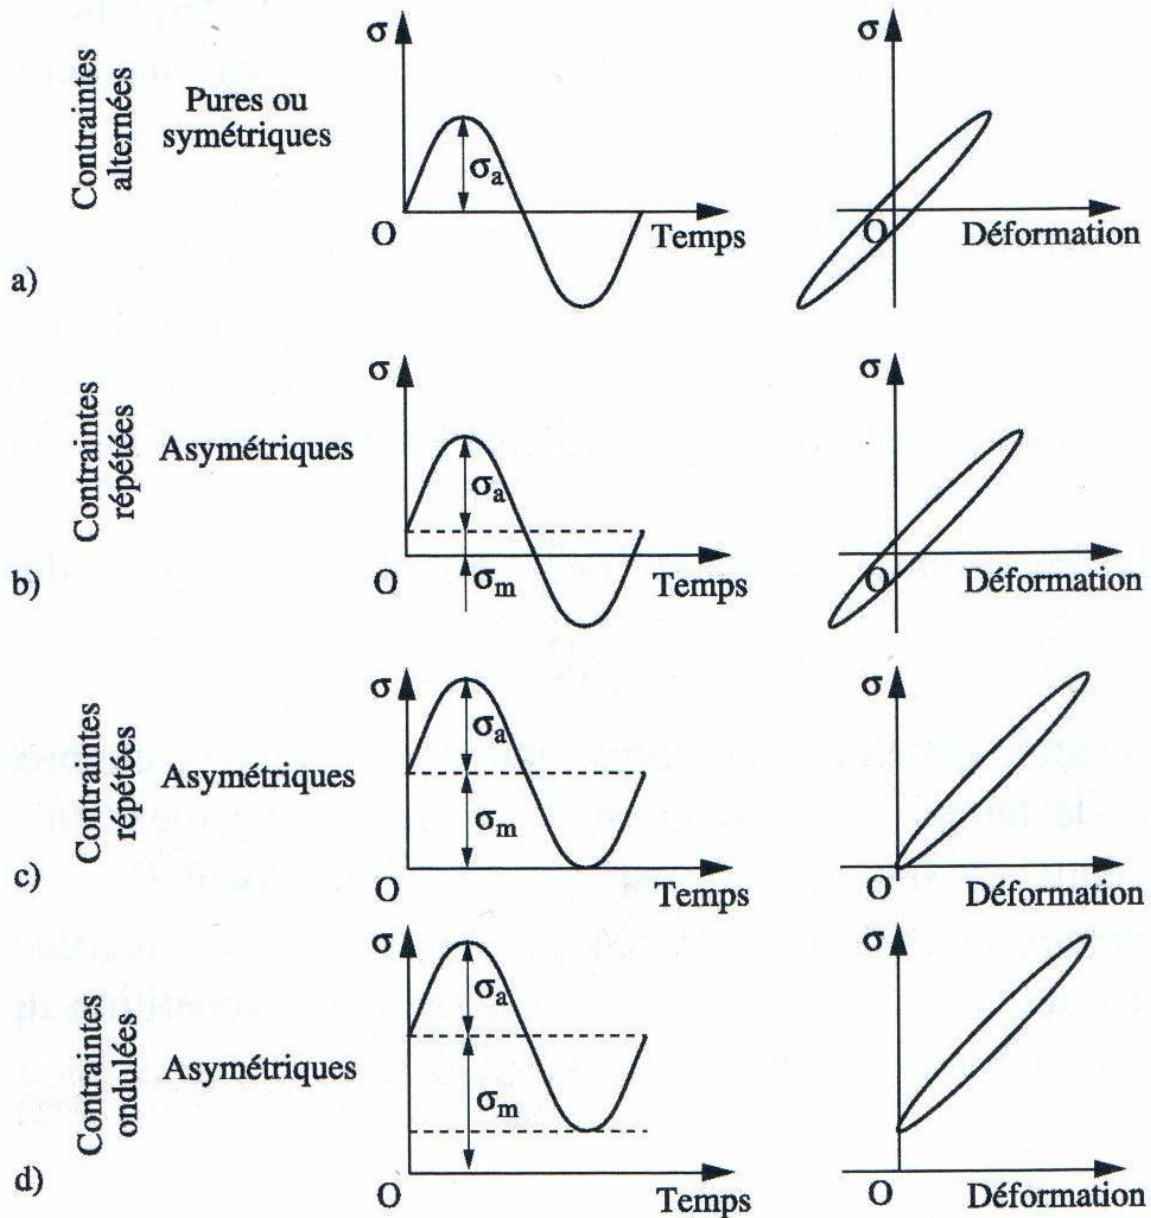 Contraintes
alternées
Pures ou
symétriques
σ
σa
O
Temps
σ
O
Déformation
a)
Contraintes
répétées
Asymétriques
σ
σa
σm
O
Temps
σ
O
Déformation
b)
Contraintes
répétées
Asymétriques
σ
σa
σm
O
Temps
σ
O
Déformation
c)
Contraintes
ondulées
Asymétriques
σ
σa
σm
O
Temps
σ
O
Déformation
d)